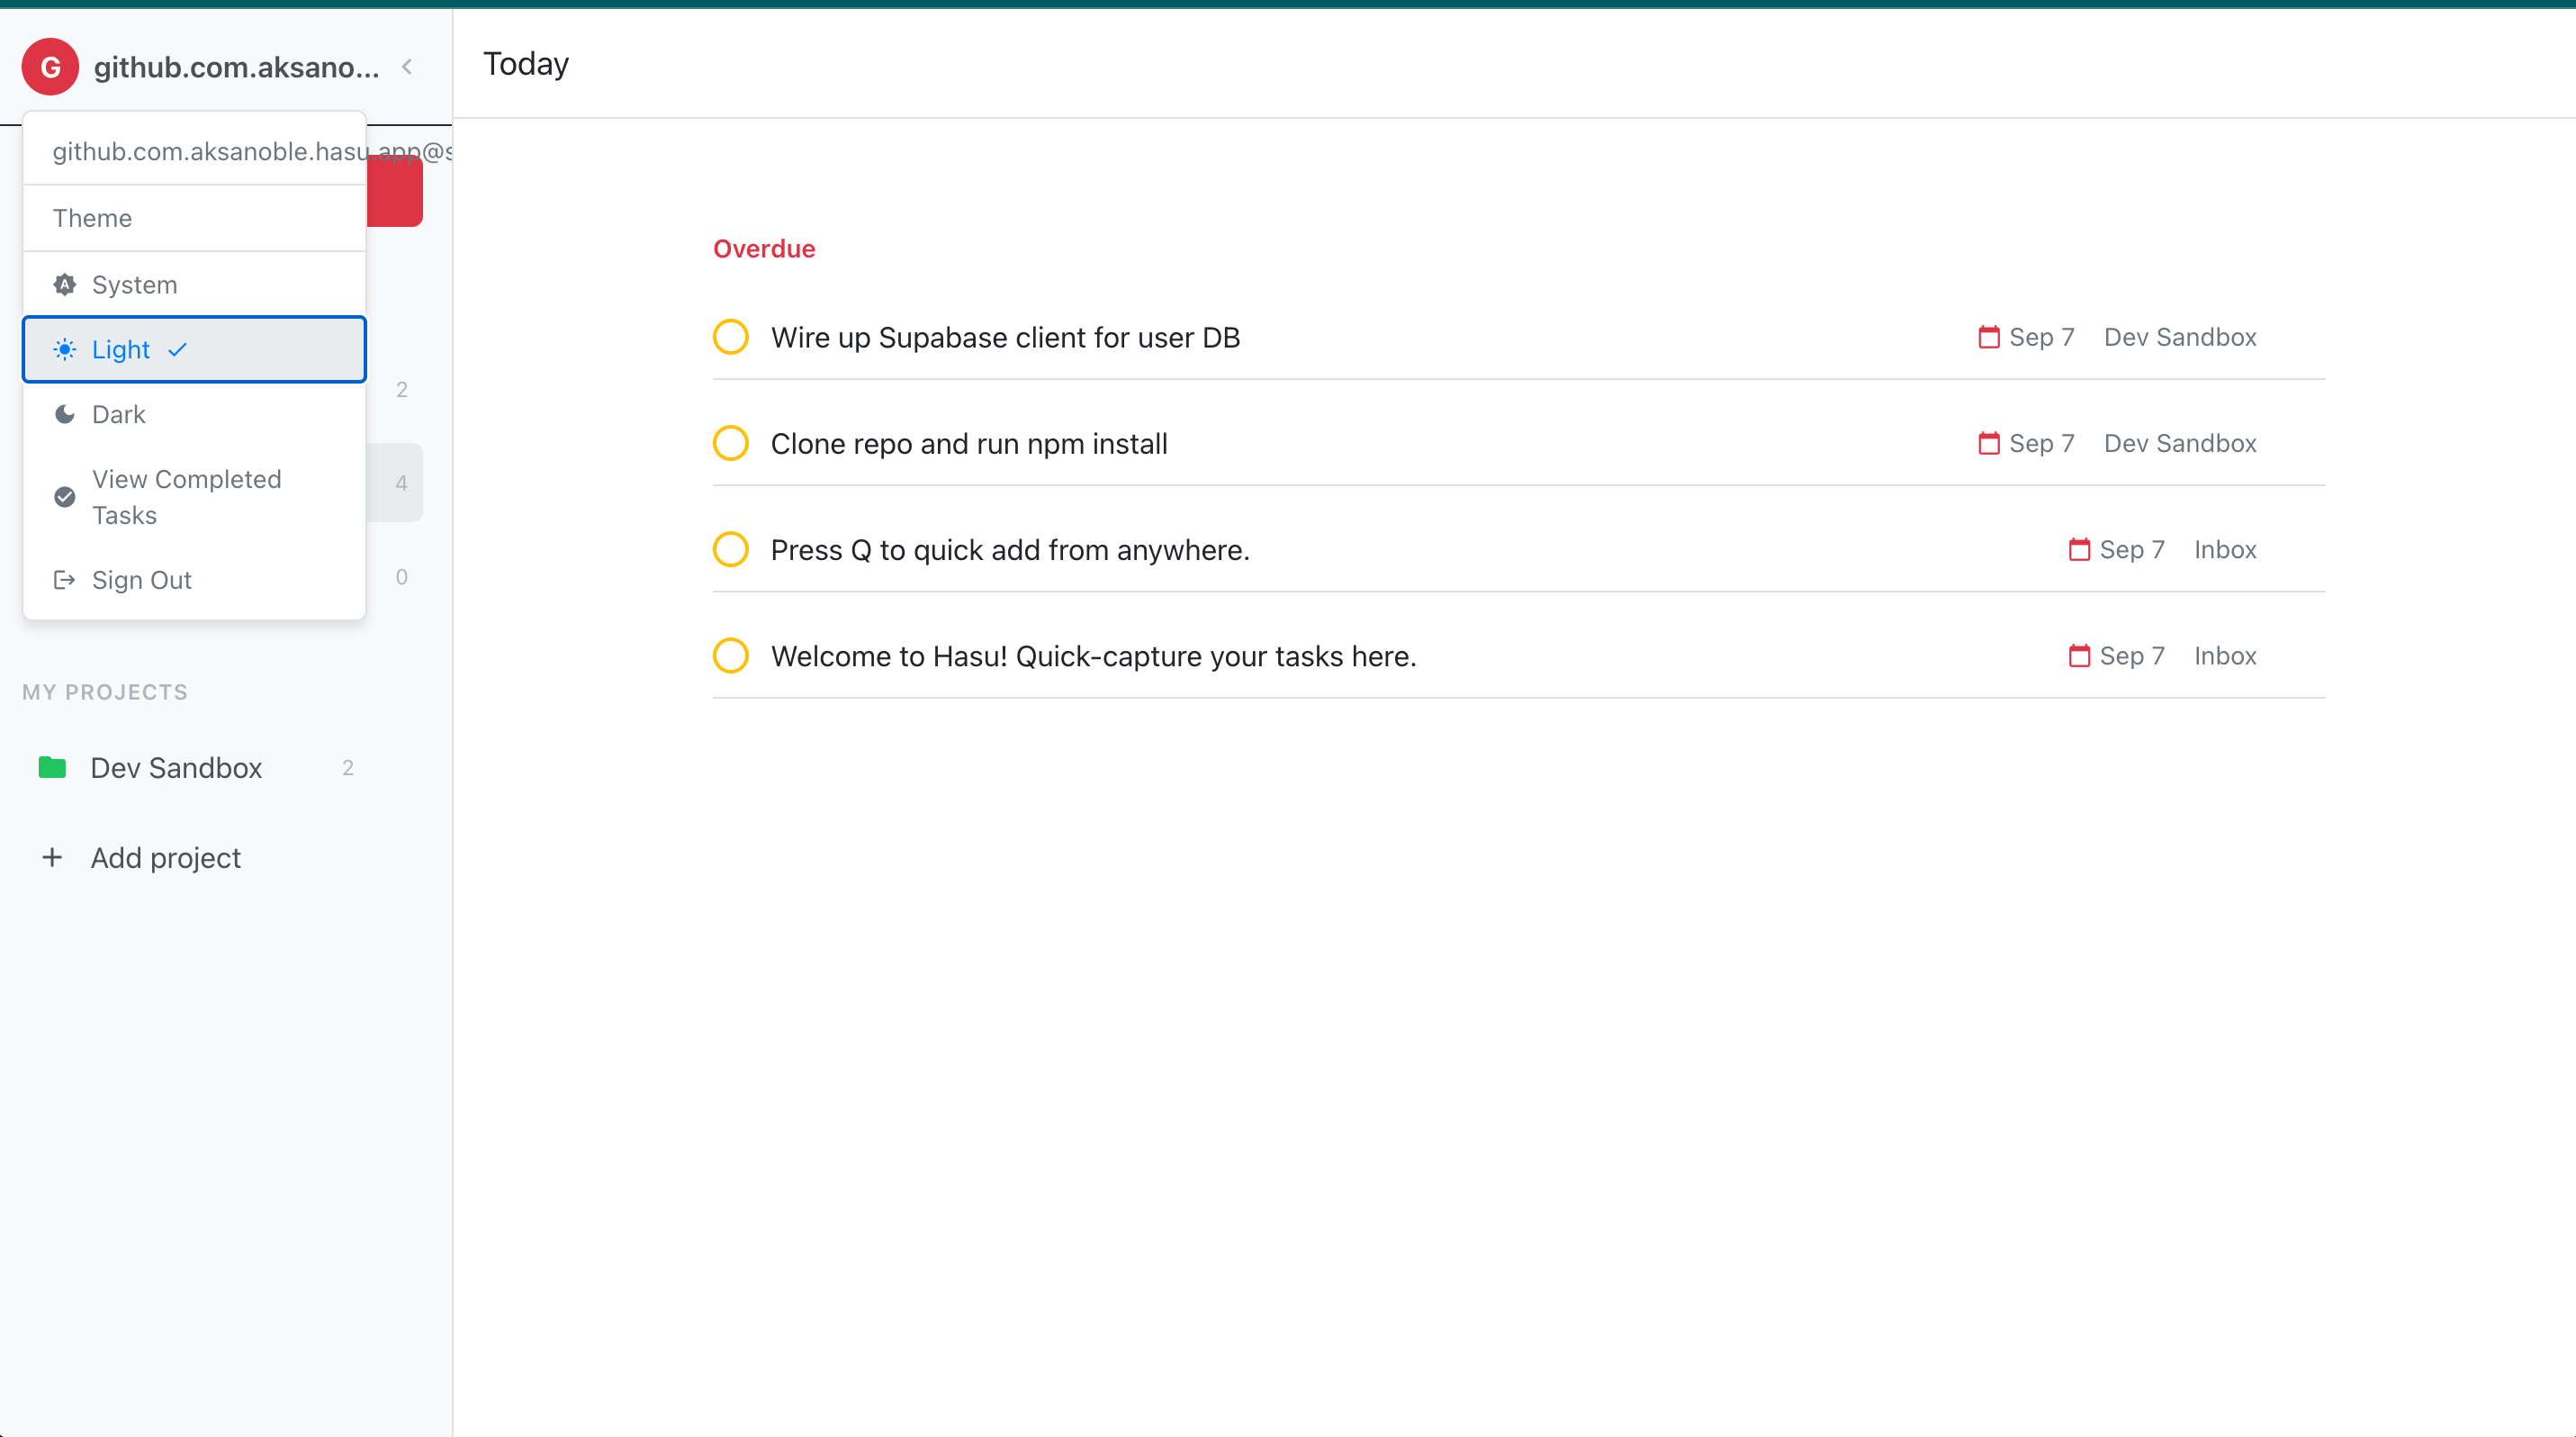 G github.com.aksano...
github.com.aksanoble.hasu.app@s
Theme
System
Light
Dark
View Completed
Tasks
Sign Out
2
4
0
MY PROJECTS
Dev Sandbox 2
Add project
Today
Overdue
Wire up Supabase client for user DB Sep 7 Dev Sandbox
Clone repo and run npm install Sep 7 Dev Sandbox
Press Q to quick add from anywhere. Sep 7 Inbox
Welcome to Hasu! Quick-capture your tasks here. Sep 7 Inbox